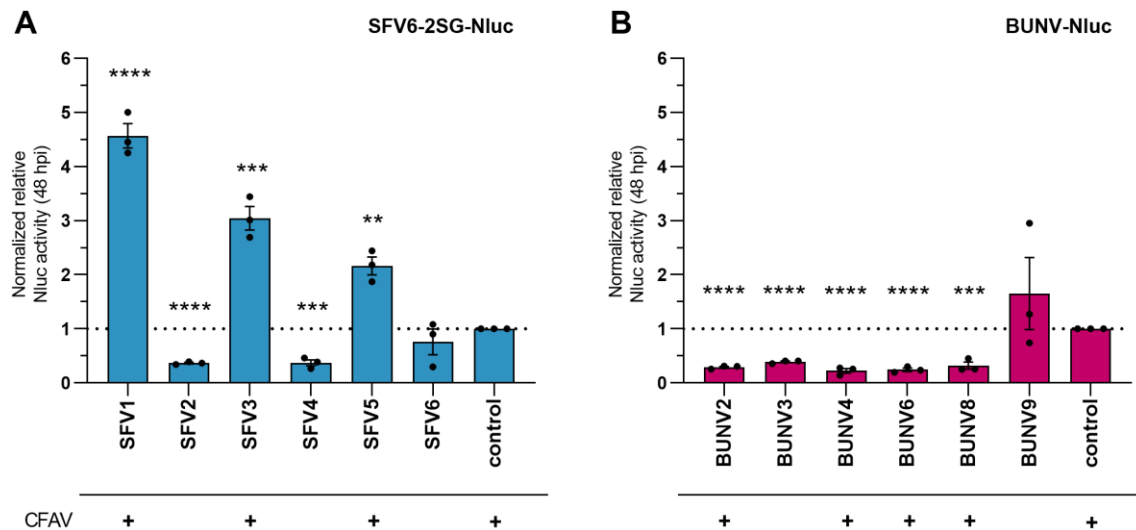 A
SFV6-2SG-Nluc
Normalized relative
Nluc activity (48 hpi)
6
5
4
3
2
1
0
****
****
***
***
**
SFV1
SFV2
SFV3
SFV4
SFV5
SFV6
control
CFAV + + + +
B
BUNV-Nluc
Normalized relative
Nluc activity (48 hpi)
6
5
4
3
2
1
0
**** **** **** **** ***
BUNV2
BUNV3
BUNV4
BUNV6
BUNV8
BUNV9
control
+ + + + +